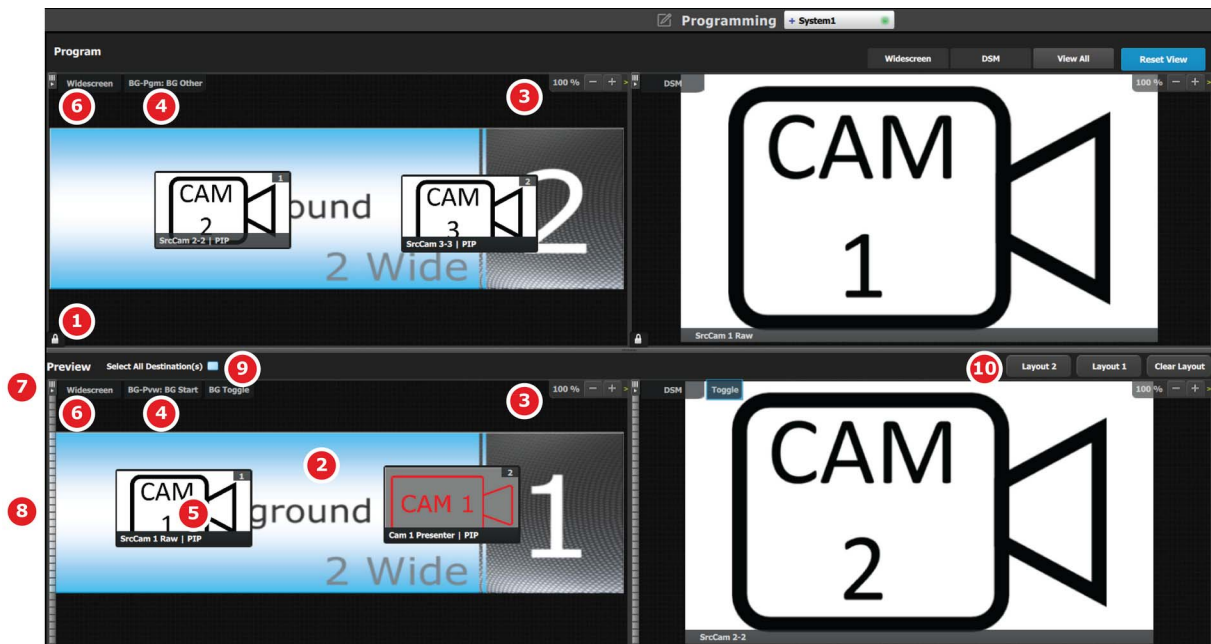 Programming + System1
Program
Widescreen DSM View All Reset View
Widescreen BG-Pgm: BG Other 100 % − + >
6 4 3
DSM 100 % − + >
CAM 2
1
SrcCam 2-2 | PIP
ound
CAM 3
2
SrcCam 3-3 | PIP
2
2 Wide
1
CAM
1
SrcCam 1 Raw
Preview Select All Destination(s) 9 10 Layout 2 Layout 1 Clear Layout
7 Widescreen BG-Pvw: BG Start BG Toggle 100 % − + >
6 4 3
DSM Toggle 100 % − + >
2
CAM 1
1
5
SrcCam 1 Raw | PIP
ground
CAM 1
2
Cam 1 Presenter | PIP
1
8
2 Wide
CAM
2
SrcCam 2-2